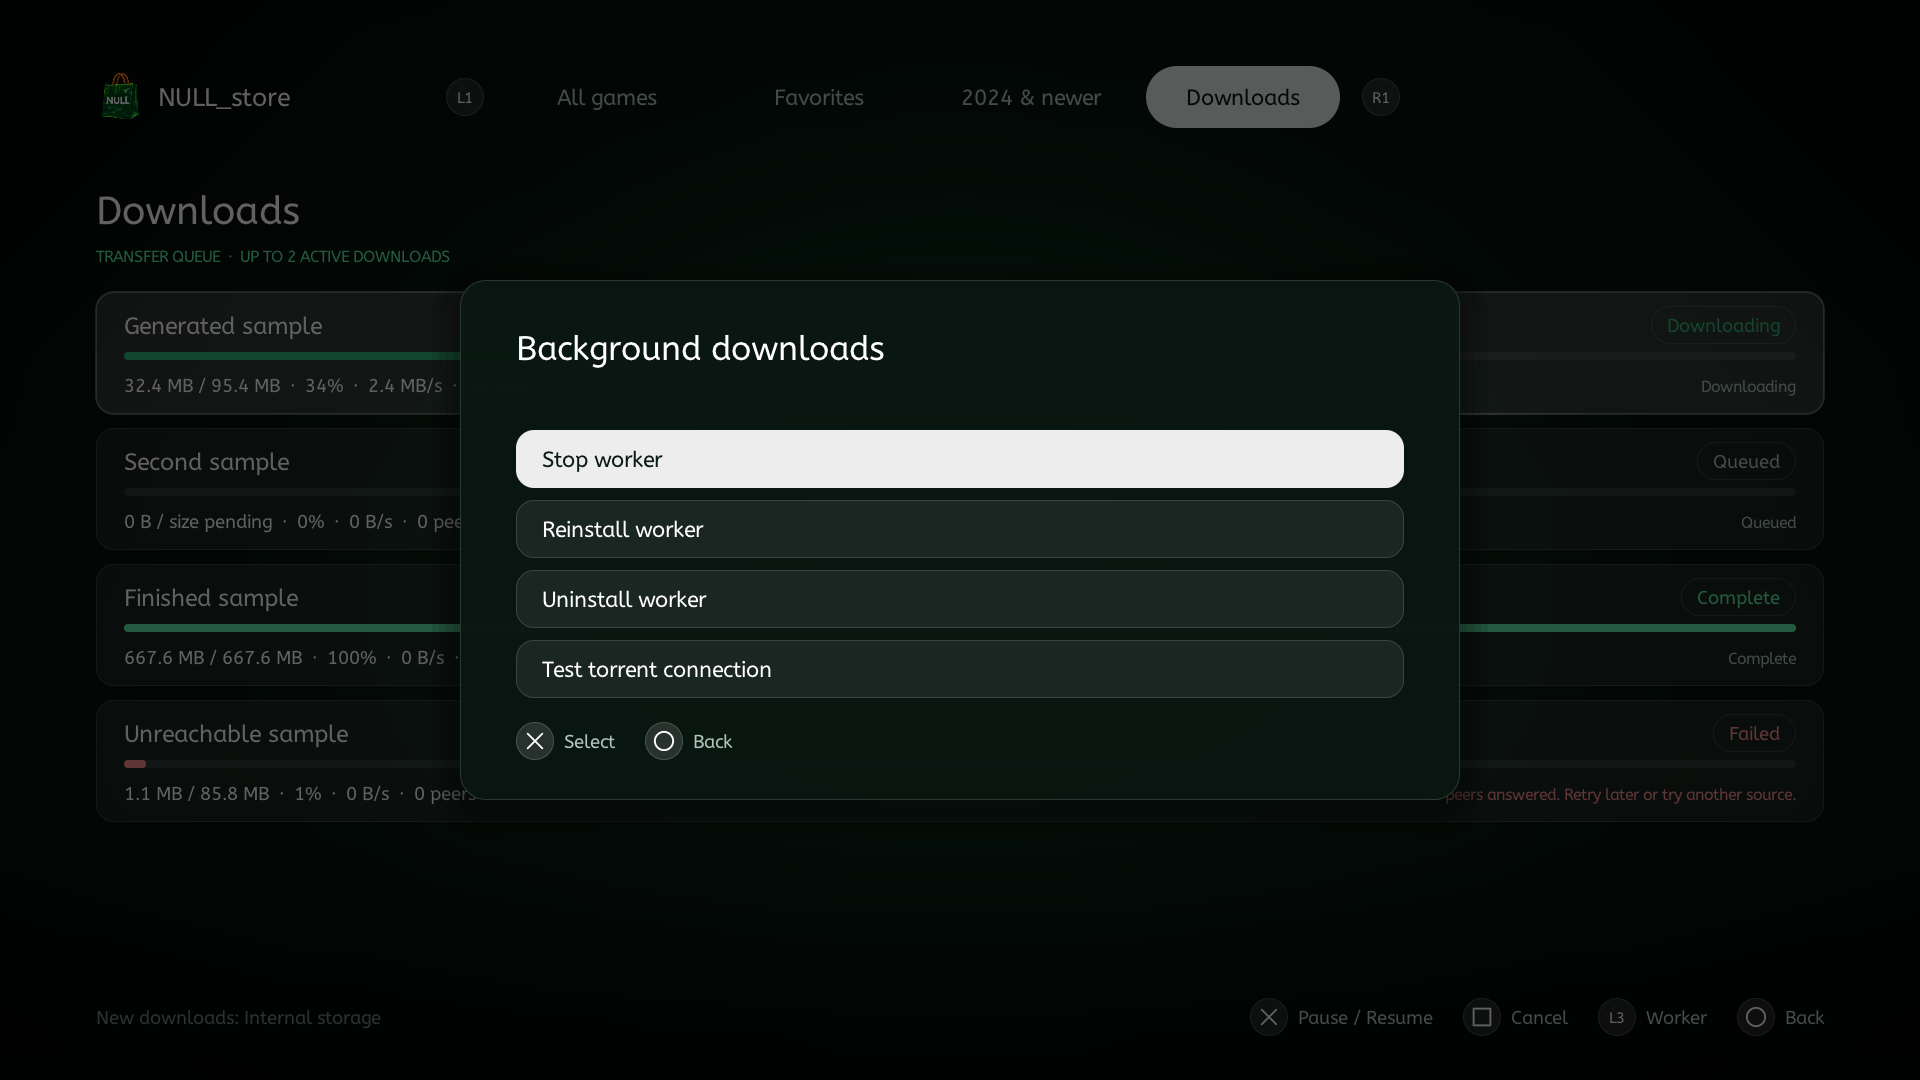 NULL
NULL_store
L1
All games
Favorites
2024 & newer
Downloads
R1
Downloads
TRANSFER QUEUE · UP TO 2 ACTIVE DOWNLOADS
Generated sample
Downloading
32.4 MB / 95.4 MB · 34% · 2.4 MB/s ·
Downloading
Second sample
Queued
0 B / size pending · 0% · 0 B/s · 0
Queued
Finished sample
Complete
667.6 MB / 667.6 MB · 100% · 0 B/s ·
Complete
Unreachable sample
Failed
1.1 MB / 85.8 MB · 1% · 0 B/s · 0 peers
peers answered. Retry later or try another source.
Background downloads
Stop worker
Reinstall worker
Uninstall worker
Test torrent connection
Select
Back
New downloads: Internal storage
Pause / Resume
Cancel
L3
Worker
Back